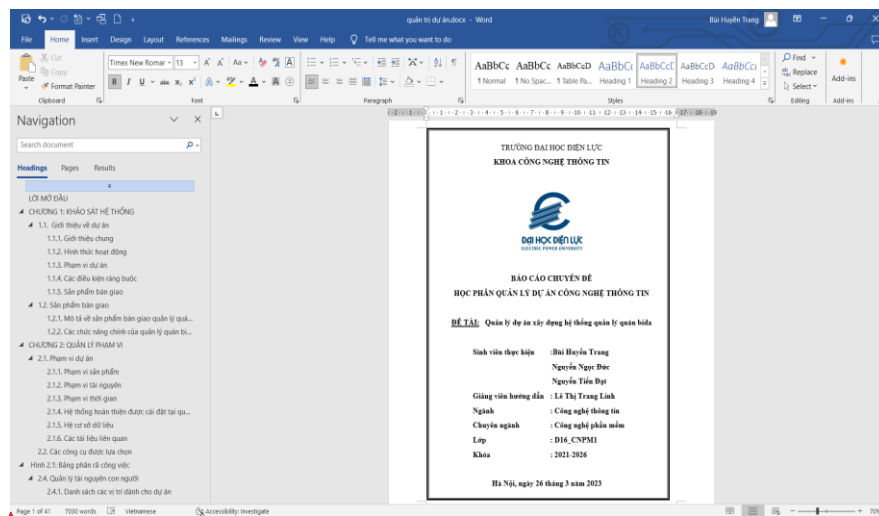 quản trị dự án.docx - Word
Bùi Huyền Trang
File Home Insert Design Layout References Mailings Review View Help Tell me what you want to do
Paste
Cut
Copy
Format Painter
Clipboard
Times New Romar 13
Font
Paragraph
AaBbCc AaBbCc AaBbCcD AaBbC( AaBbCcC AaBbCcD AaBbCcı
1 Normal 1 No Spac... 1 Table Pa... Heading 1 Heading 2 Heading 3 Heading 4
Styles
Find
Replace
Select
Editing
Add-ins
Add-ins
Navigation
Search document
Headings Pages Results
LỜI MỞ ĐẦU
CHƯƠNG 1: KHẢO SÁT HỆ THỐNG
1.1. Giới thiệu về dự án
1.1.1. Giới thiệu chung
1.1.2. Hình thức hoạt động
1.1.3. Phạm vi dự án
1.1.4. Các điều kiện ràng buộc
1.1.5. Sản phẩm bàn giao
1.2. Sản phẩm bàn giao
1.2.1. Mô tả về sản phẩm bàn giao quản lý quá...
1.2.2. Các chức năng chính của quản lý quán bi...
CHƯƠNG 2: QUẢN LÝ PHẠM VI
2.1. Phạm vi dự án
2.1.1. Phạm vi sản phẩm
2.1.2. Phạm vi tài nguyên
2.1.3. Phạm vi thời gian
2.1.4. Hệ thống hoàn thiện được cài đặt tại qu...
2.1.5. Hệ cơ sở dữ liệu
2.1.6. Các tài liệu liên quan
2.2. Các công cụ được lựa chọn
Hình 2.1: Bảng phân rã công việc
2.4. Quản lý tài nguyên con người
2.4.1. Danh sách các vị trí dành cho dự án
TRƯỜNG ĐẠI HỌC ĐIỆN LỰC
KHOA CÔNG NGHỆ THÔNG TIN
ĐẠI HỌC ĐIỆN LỰC
ELECTRIC POWER UNIVERSITY
BÁO CÁO CHUYÊN ĐỀ
HỌC PHẦN QUẢN LÝ DỰ ÁN CÔNG NGHỆ THÔNG TIN
ĐỀ TÀI: Quản lý dự án xây dựng hệ thống quản lý quán bida
Sinh viên thực hiện :Bùi Huyền Trang
Nguyễn Ngọc Đức
Nguyễn Tiến Đạt
Giảng viên hướng dẫn : Lê Thị Trang Linh
Ngành : Công nghệ thông tin
Chuyên ngành : Công nghệ phần mềm
Lớp : D16_CNPM1
Khóa : 2021-2026
Hà Nội, ngày 26 tháng 3 năm 2023
Page 1 of 41 7030 words Vietnamese Accessibility: Investigate 70%